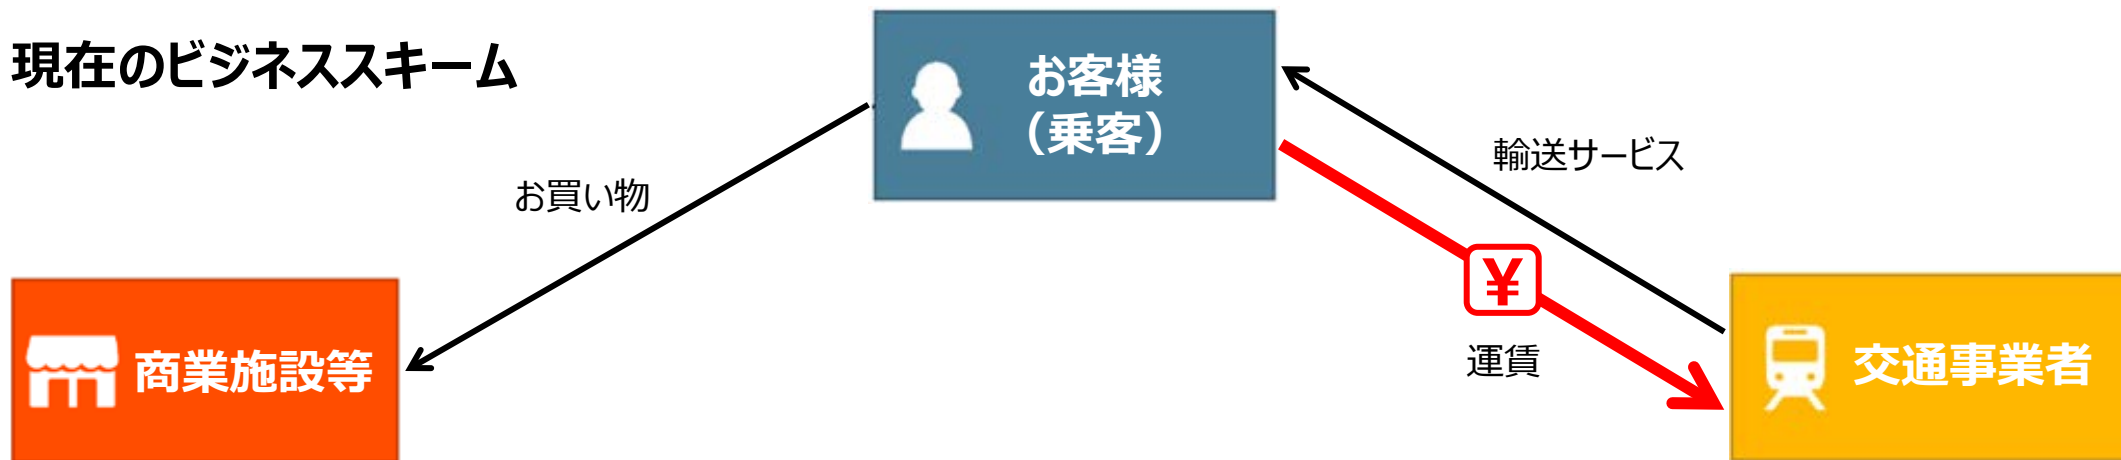 現在のビジネススキーム
お客様
（乗客）
輸送サービス
お買い物
¥
運賃
商業施設等
交通事業者